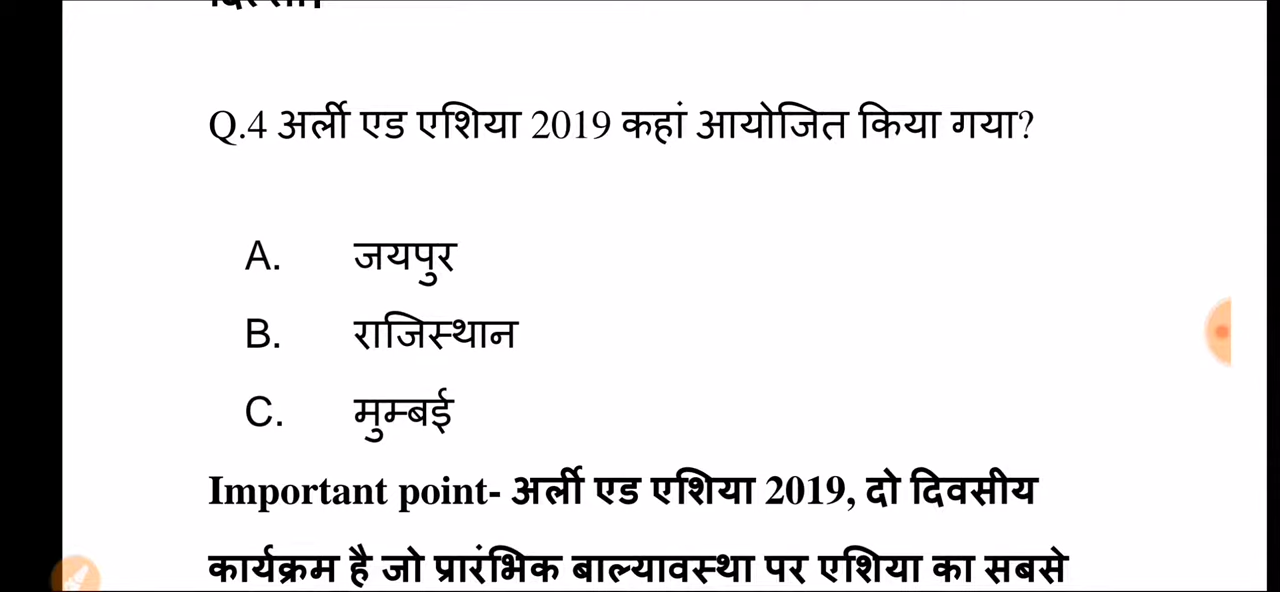 Q.4 अर्ली एड एशिया 2019 कहां आयोजित किया गया?
A. जयपुर
B. राजिस्थान
C. मुम्बई
Important point- अर्ली एड एशिया 2019, दो दिवसीय
कार्यक्रम है जो प्रारंभिक बाल्यावस्था पर एशिया का सबसे